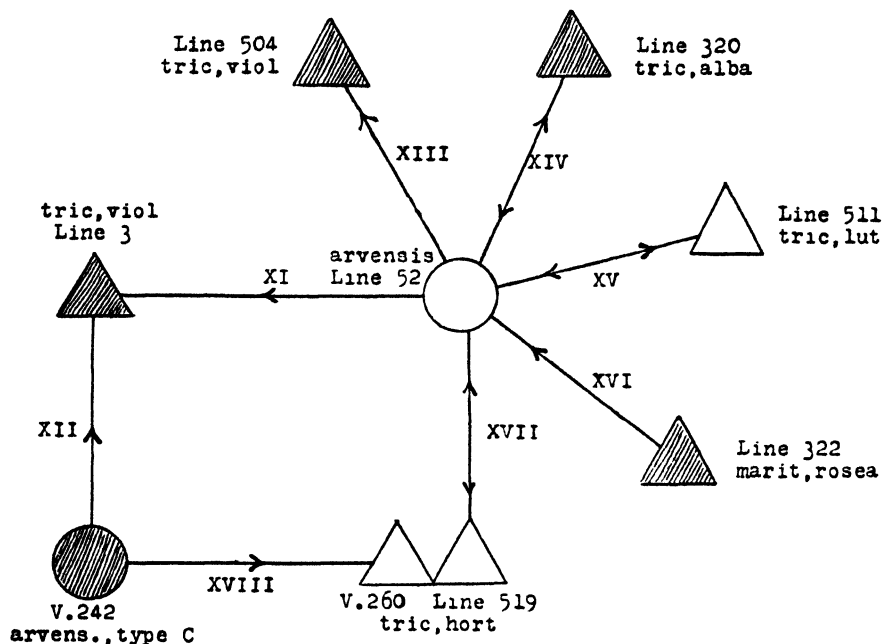 Line 504
tric,viol
Line 320
tric,alba
XIII
XIV
tric,viol
Line 3
Line 511
tric,lut
arvensis
Line 52
XI
XV
XVI
XII
XVII
Line 322
marit,rosea
XVIII
V.242
arvens.,type C
V.260 Line 519
tric,hort